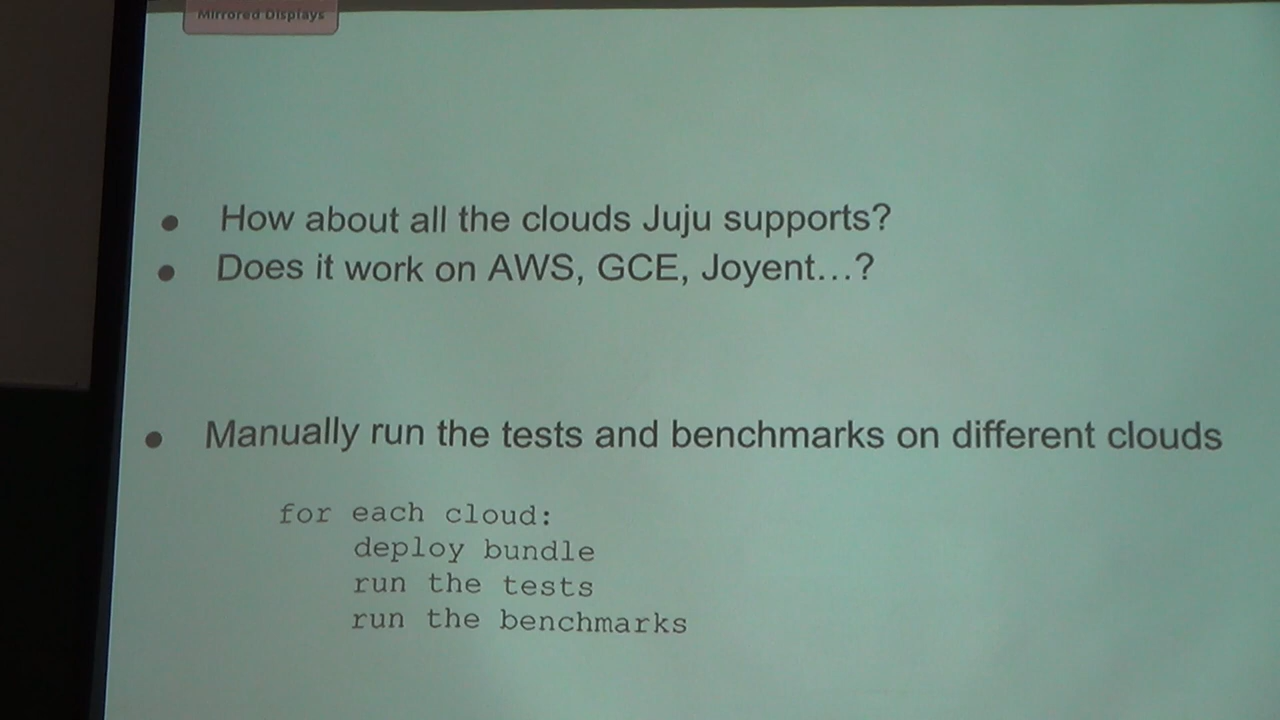 Mirrored Displays
● How about all the clouds Juju supports?
● Does it work on AWS, GCE, Joyent...?
● Manually run the tests and benchmarks on different clouds
for each cloud:
deploy bundle
run the tests
run the benchmarks